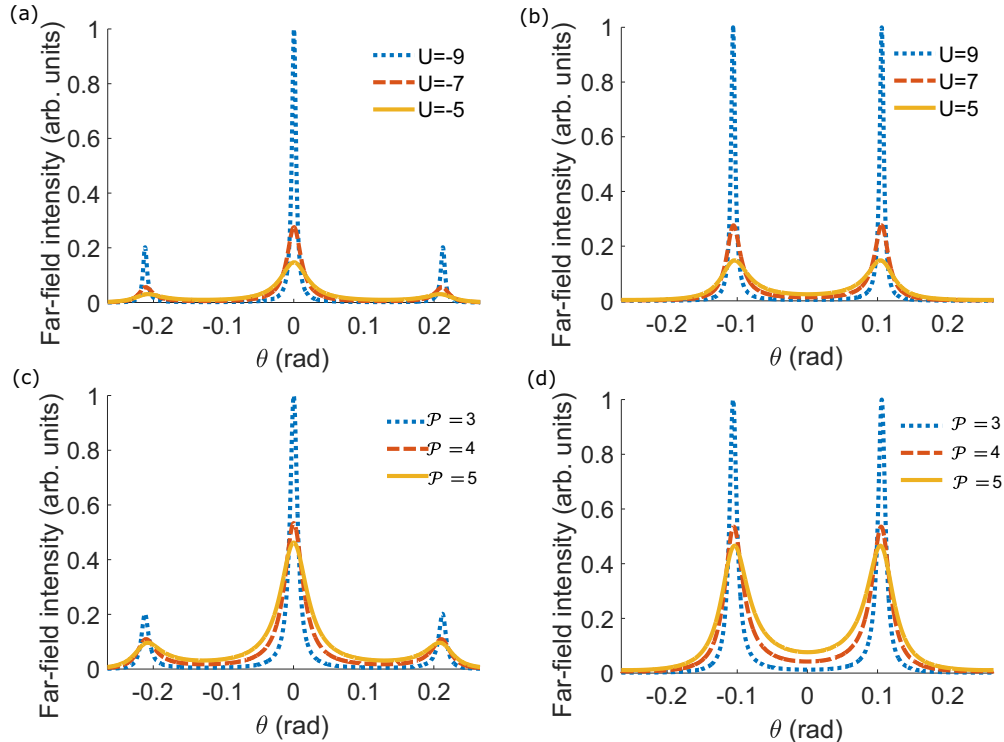 (a)
Far-field intensity (arb. units)
1
0.8
0.6
0.4
0.2
0
-0.2
-0.1
0
0.1
0.2
θ (rad)
U=-9
U=-7
U=-5
(b)
Far-field intensity (arb. units)
1
0.8
0.6
0.4
0.2
0
-0.2
-0.1
0
0.1
0.2
θ (rad)
U=9
U=7
U=5
(c)
Far-field intensity (arb. units)
1
0.8
0.6
0.4
0.2
0
-0.2
-0.1
0
0.1
0.2
θ (rad)
𝒫 =3
𝒫 =4
𝒫 =5
(d)
Far-field intensity (arb. units)
1
0.8
0.6
0.4
0.2
0
-0.2
-0.1
0
0.1
0.2
θ (rad)
𝒫 =3
𝒫 =4
𝒫 =5